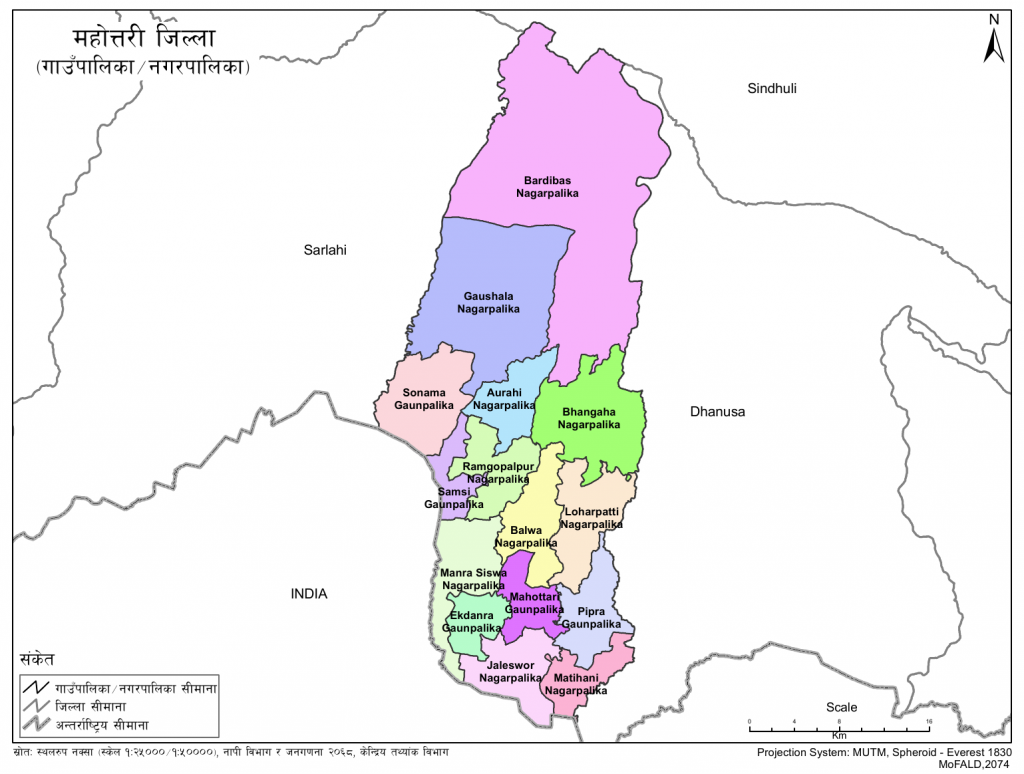 महोत्तरी जिल्ला
(गाउँपालिका/नगरपालिका)
N
Sindhuli
Bardibas
Nagarpalika
Sarlahi
Gaushala
Nagarpalika
Sonama
Gaunpalika
Aurahi
Nagarpalika
Bhangaha
Nagarpalika
Dhanusa
Ramgopalpur
Nagarpalika
Samsi
Gaunpalika
Loharpatti
Nagarpalika
Balwa
Nagarpalika
INDIA
Manra Siswa
Nagarpalika
Mahottari
Gaunpalika
Ekdanra
Gaunpalika
Pipra
Gaunpalika
Jaleswor
Nagarpalika
Matihani
Nagarpalika
संकेत
गाउँपालिका/नगरपालिका सीमाना
जिल्ला सीमाना
अन्तर्राष्ट्रिय सीमाना
Scale
0 4 8 16
Km
स्रोत: स्थलरुप नक्सा (स्केल १:२५०००/१:५००००), नापी विभाग र जनगणना २०६८, केन्द्रिय तथ्यांक विभाग
Projection System: MUTM, Spheroid - Everest 1830
MoFALD,2074